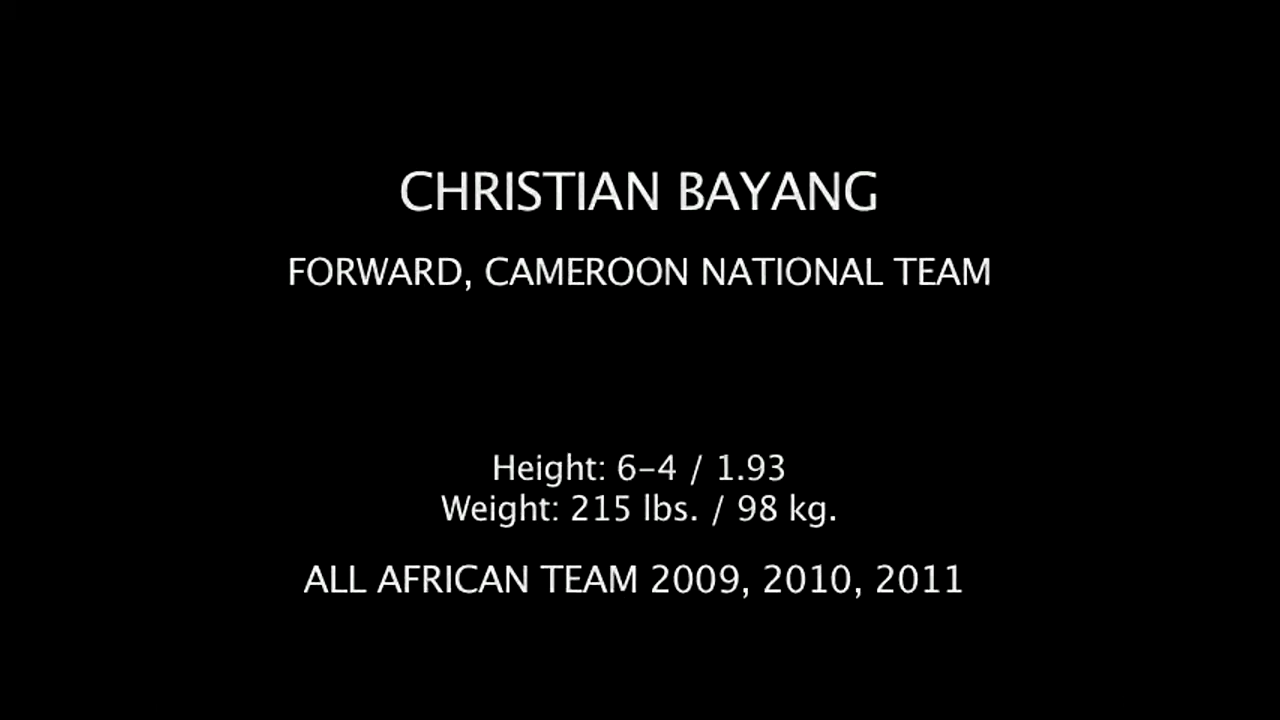 CHRISTIAN BAYANG
FORWARD, CAMEROON NATIONAL TEAM
Height: 6-4 / 1.93
Weight: 215 lbs. / 98 kg.
ALL AFRICAN TEAM 2009, 2010, 2011